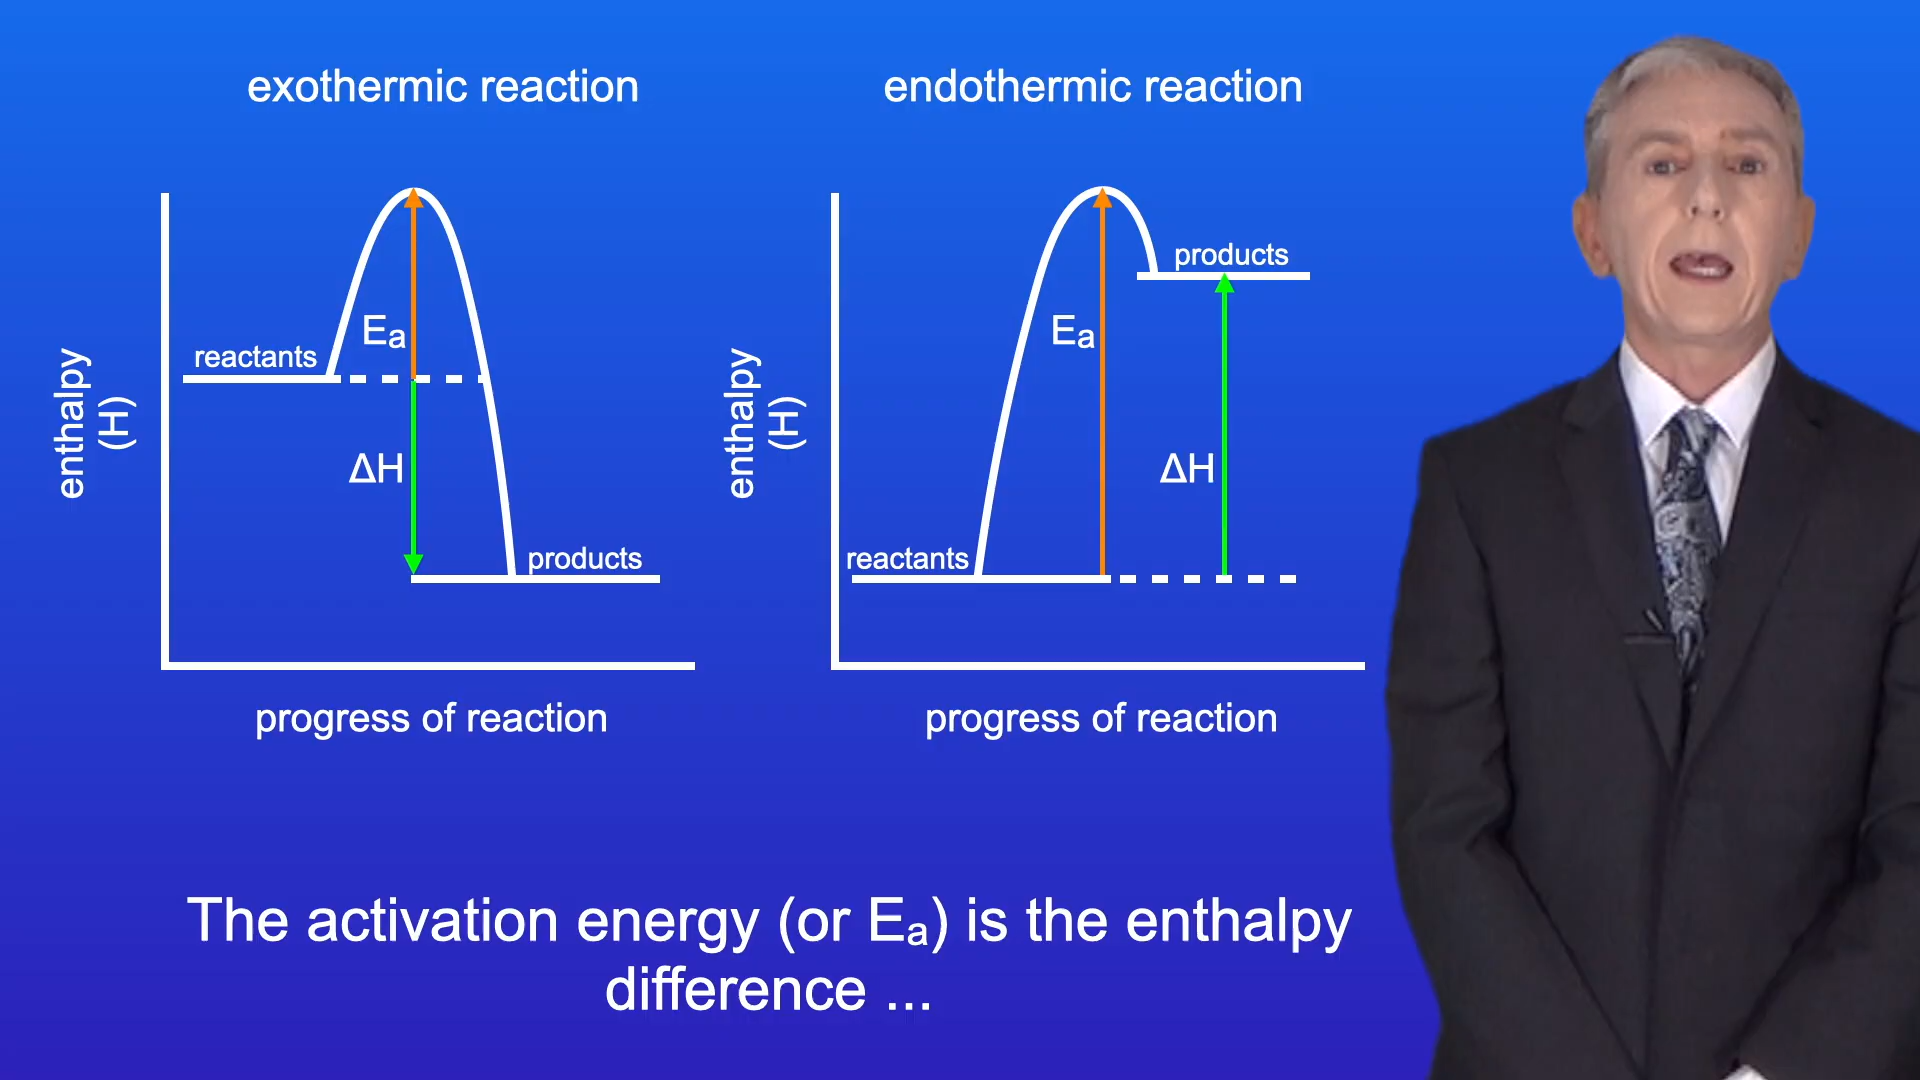 exothermic reaction
endothermic reaction
enthalpy
(H)
reactants
Ea
ΔH
products
progress of reaction
enthalpy
(H)
reactants
Ea
ΔH
products
progress of reaction
The activation energy (or Ea) is the enthalpy
difference ...